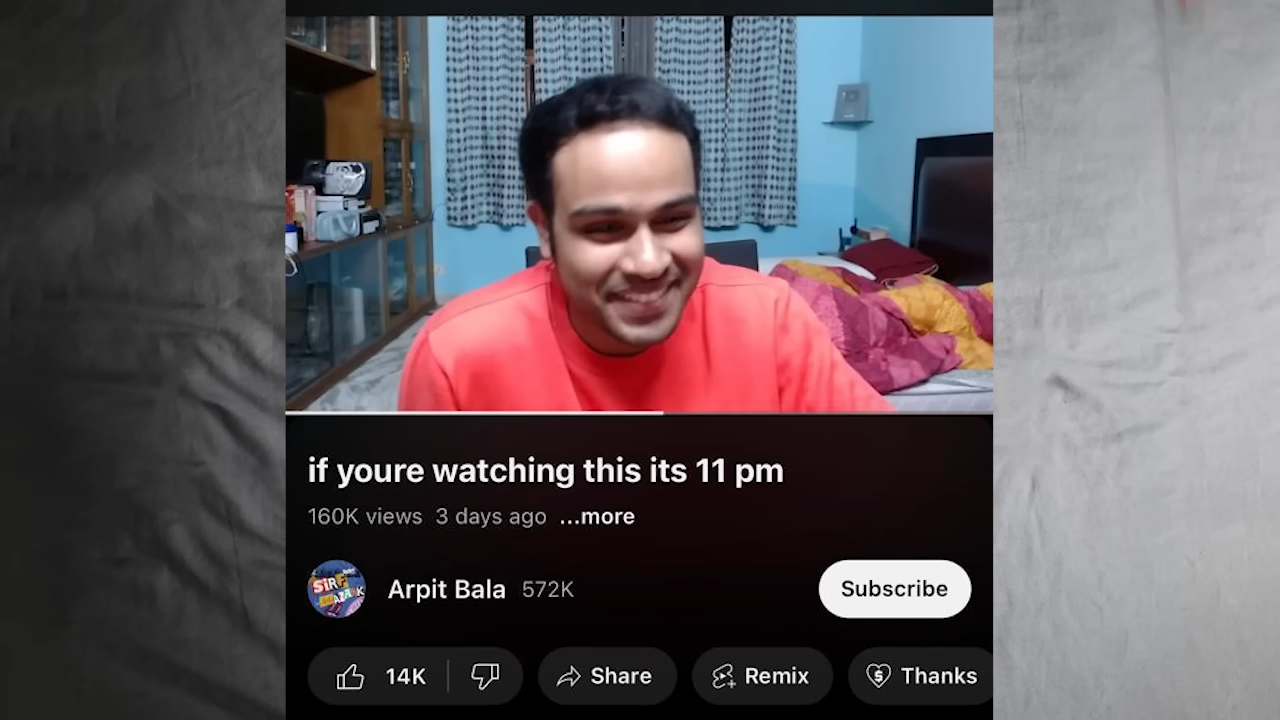 if youre watching this its 11 pm
160K views 3 days ago ...more
SiRF
Arpit Bala 572K
Subscribe
14K Share Remix Thanks